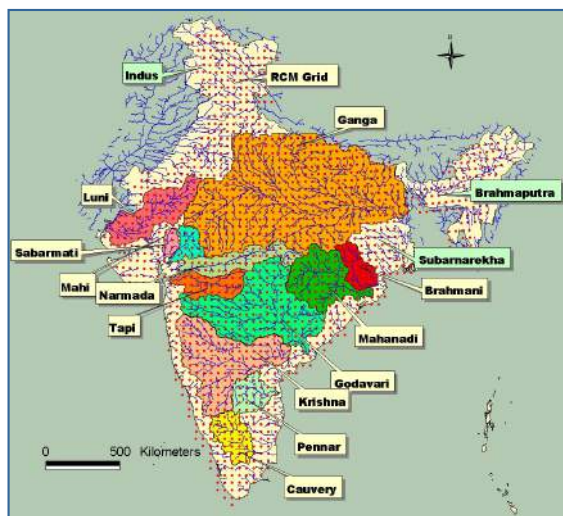 Indus
RCM Grid
Ganga
Luni
Brahmaputra
Sabarmati
Subarnarekha
Mahi
Narmada
Brahmani
Tapi
Mahanadi
Godavari
Krishna
Pennar
0 500 Kilometers
Cauvery